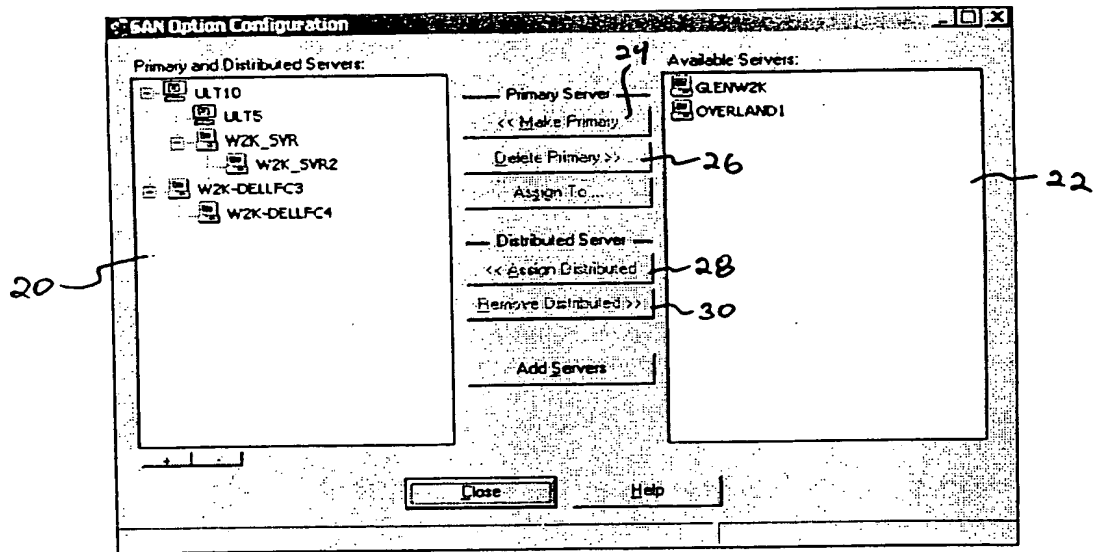 SAN Option Configuration
Primary and Distributed Servers:
ULT10
ULT5
W2K_SVR
W2K_SVR2
W2K-DELLFC3
W2K-DELLFC4
20
24
Primary Server
<< Make Primary
Delete Primary >>
26
Assign To ...
Distributed Server
<< Assign Distributed
28
Remove Distributed >>
30
Add Servers
Available Servers:
GLENW2K
OVERLAND1
22
Close
Help